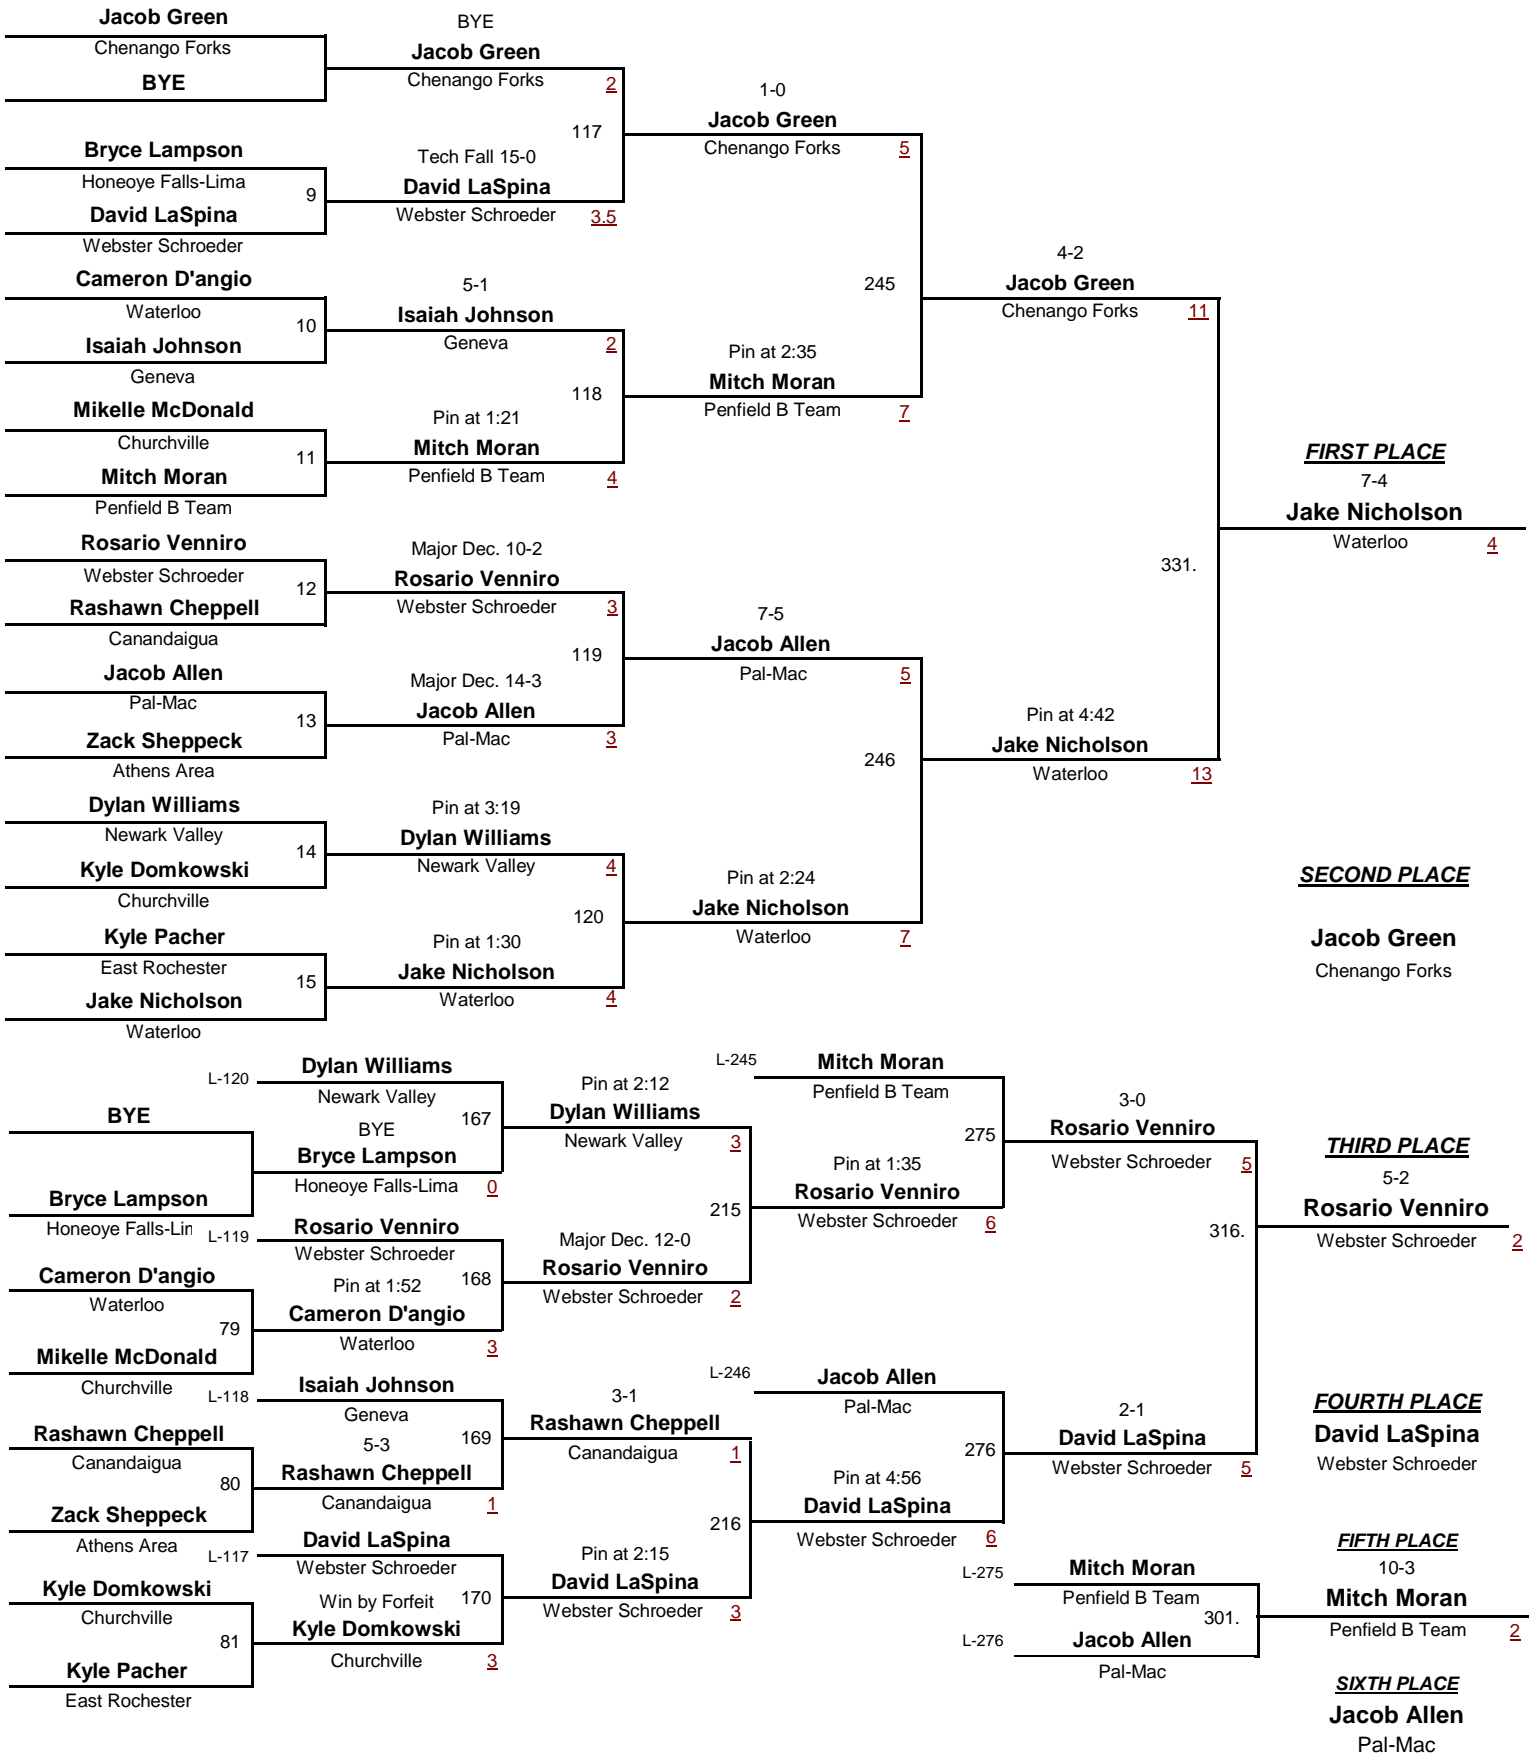 Jacob Green
Chenango Forks
BYE
Bryce Lampson
Honeoye Falls-Lima
9
David LaSpina
Webster Schroeder
Cameron D'angio
Waterloo
10
Isaiah Johnson
Geneva
Mikelle McDonald
Churchville
11
Mitch Moran
Penfield B Team
Rosario Venniro
Webster Schroeder
12
Rashawn Cheppell
Canandaigua
Jacob Allen
Pal-Mac
13
Zack Sheppeck
Athens Area
Dylan Williams
Newark Valley
14
Kyle Domkowski
Churchville
Kyle Pacher
East Rochester
15
Jake Nicholson
Waterloo
BYE
Jacob Green
Chenango Forks
2
117
Tech Fall 15-0
David LaSpina
Webster Schroeder
3.5
5-1
Isaiah Johnson
Geneva
2
118
Pin at 1:21
Mitch Moran
Penfield B Team
4
Major Dec. 10-2
Rosario Venniro
Webster Schroeder
3
119
Major Dec. 14-3
Jacob Allen
Pal-Mac
3
Pin at 3:19
Dylan Williams
Newark Valley
4
120
Pin at 1:30
Jake Nicholson
Waterloo
4
1-0
Jacob Green
Chenango Forks
5
245
Pin at 2:35
Mitch Moran
Penfield B Team
7
7-5
Jacob Allen
Pal-Mac
5
246
Pin at 2:24
Jake Nicholson
Waterloo
7
4-2
Jacob Green
Chenango Forks
11
331.
Pin at 4:42
Jake Nicholson
Waterloo
13
FIRST PLACE
7-4
Jake Nicholson
Waterloo
4
SECOND PLACE
Jacob Green
Chenango Forks
BYE
Bryce Lampson
Honeoye Falls-Lin
Cameron D'angio
Waterloo
79
Mikelle McDonald
Churchville
Rashawn Cheppell
Canandaigua
80
Zack Sheppeck
Athens Area
Kyle Domkowski
Churchville
81
Kyle Pacher
East Rochester
L-120
Dylan Williams
Newark Valley
167
BYE
Bryce Lampson
Honeoye Falls-Lima
0
L-119
Rosario Venniro
Webster Schroeder
168
Pin at 1:52
Cameron D'angio
Waterloo
3
L-118
Isaiah Johnson
Geneva
169
5-3
Rashawn Cheppell
Canandaigua
1
L-117
David LaSpina
Webster Schroeder
170
Win by Forfeit
Kyle Domkowski
Churchville
3
Pin at 2:12
Dylan Williams
Newark Valley
3
215
Major Dec. 12-0
Rosario Venniro
Webster Schroeder
2
3-1
Rashawn Cheppell
Canandaigua
1
216
Pin at 2:15
David LaSpina
Webster Schroeder
3
L-245
Mitch Moran
Penfield B Team
275
Pin at 1:35
Rosario Venniro
Webster Schroeder
6
L-246
Jacob Allen
Pal-Mac
276
Pin at 4:56
David LaSpina
Webster Schroeder
6
3-0
Rosario Venniro
Webster Schroeder
5
316.
2-1
David LaSpina
Webster Schroeder
5
THIRD PLACE
5-2
Rosario Venniro
Webster Schroeder
2
FOURTH PLACE
David LaSpina
Webster Schroeder
L-275
Mitch Moran
Penfield B Team
301.
L-276
Jacob Allen
Pal-Mac
FIFTH PLACE
10-3
Mitch Moran
Penfield B Team
2
SIXTH PLACE
Jacob Allen
Pal-Mac